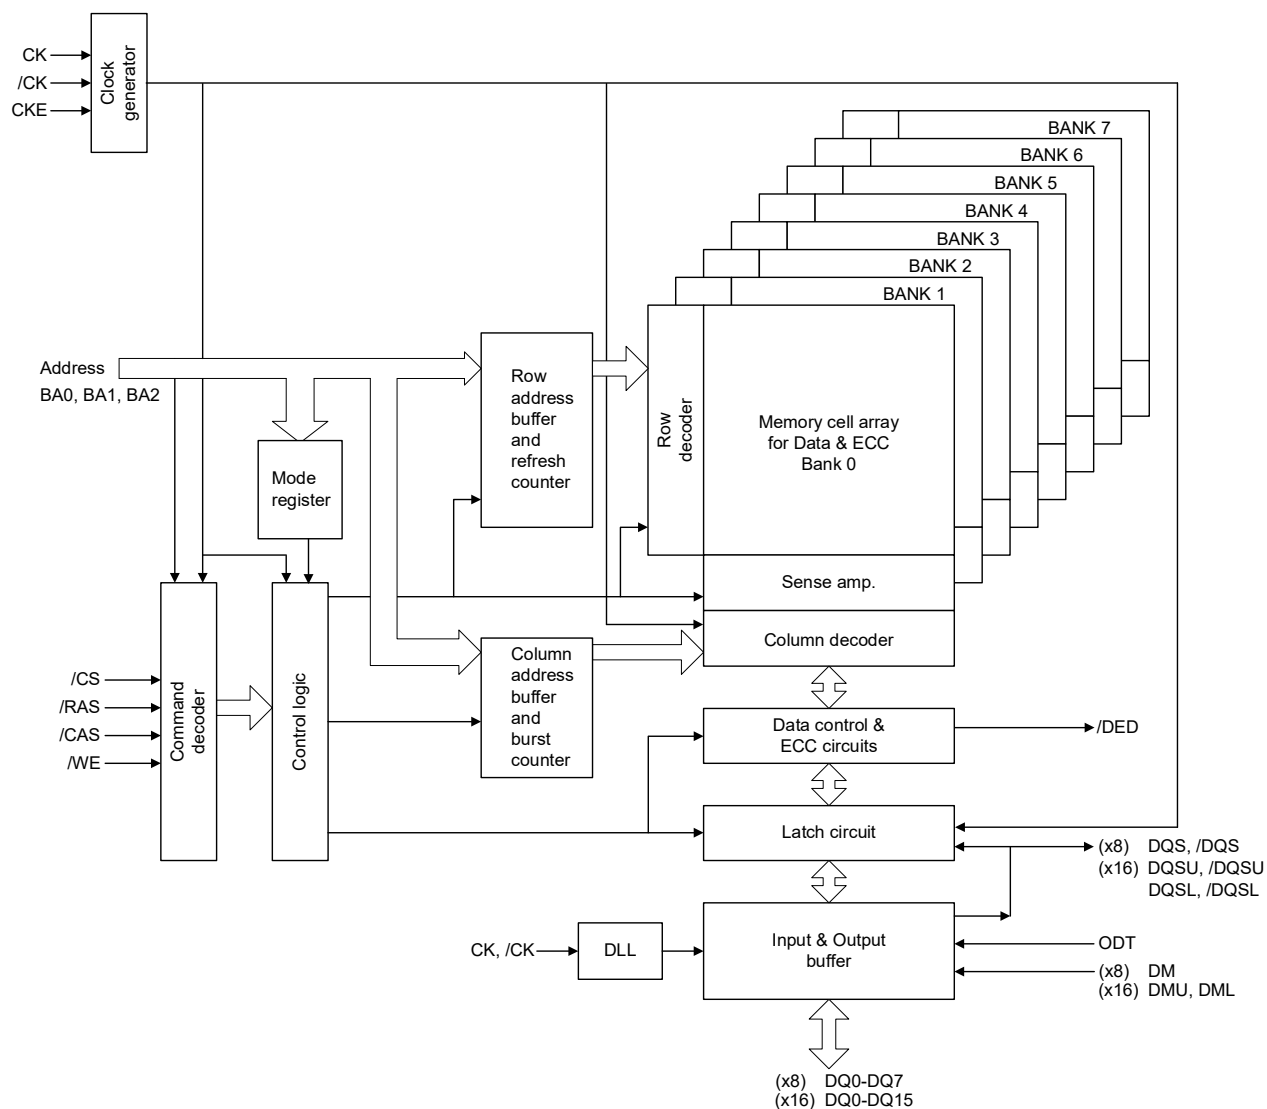 CK
/CK
CKE
Clock
generator
BANK 7
BANK 6
BANK 5
BANK 4
BANK 3
BANK 2
BANK 1
Address
BA0, BA1, BA2
Mode
register
Row
address
buffer
and
refresh
counter
Row
decoder
Memory cell array
for Data & ECC
Bank 0
Sense amp.
Column decoder
/CS
/RAS
/CAS
/WE
Command
decoder
Control logic
Column
address
buffer
and
burst
counter
Data control &
ECC circuits
/DED
Latch circuit
(x8) DQS, /DQS
(x16) DQSU, /DQSU
DQSL, /DQSL
CK, /CK
DLL
Input & Output
buffer
ODT
(x8) DM
(x16) DMU, DML
(x8) DQ0-DQ7
(x16) DQ0-DQ15